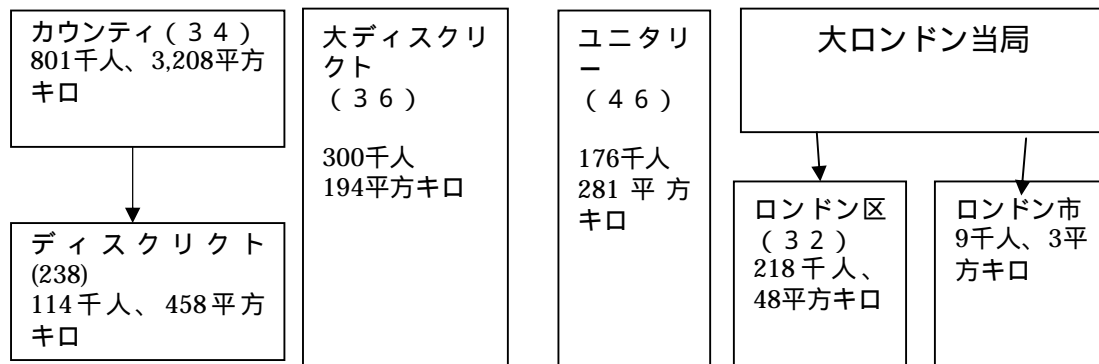 カウンティ（３４）
801千人、3,208平方
キロ
ディスクリクト
(238)
114千人、458平方
キロ
大ディスクリ
クト
（３６）
300千人
194平方キロ
ユニタリ
ー
（４６）
176千人
281平方
キロ
大ロンドン当局
ロンドン区
（３２）
218千人、
48平方キロ
ロンドン市
9千人、3平
方キロ